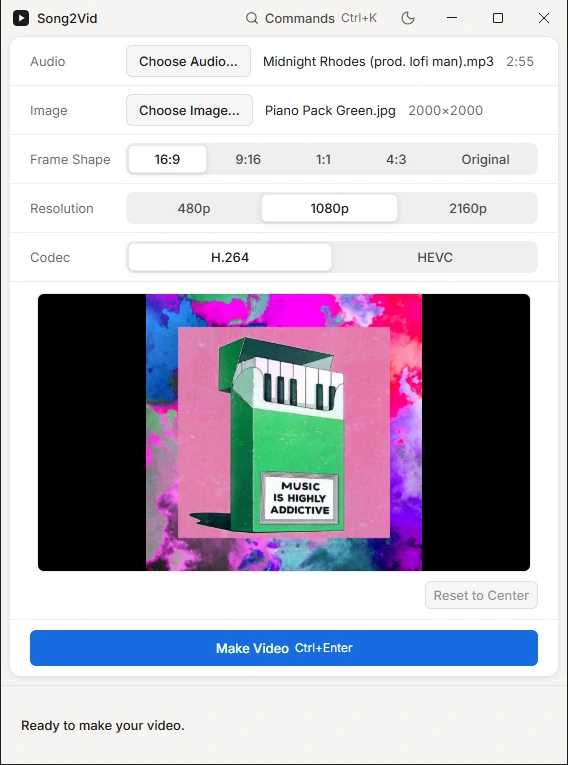 Song2Vid
Commands Ctrl+K
Audio Choose Audio... Midnight Rhodes (prod. lofi man).mp3 2:55
Image Choose Image... Piano Pack Green.jpg 2000×2000
Frame Shape 16:9 9:16 1:1 4:3 Original
Resolution 480p 1080p 2160p
Codec H.264 HEVC
MUSIC
IS HIGHLY
ADDICTIVE
Reset to Center
Make Video Ctrl+Enter
Ready to make your video.